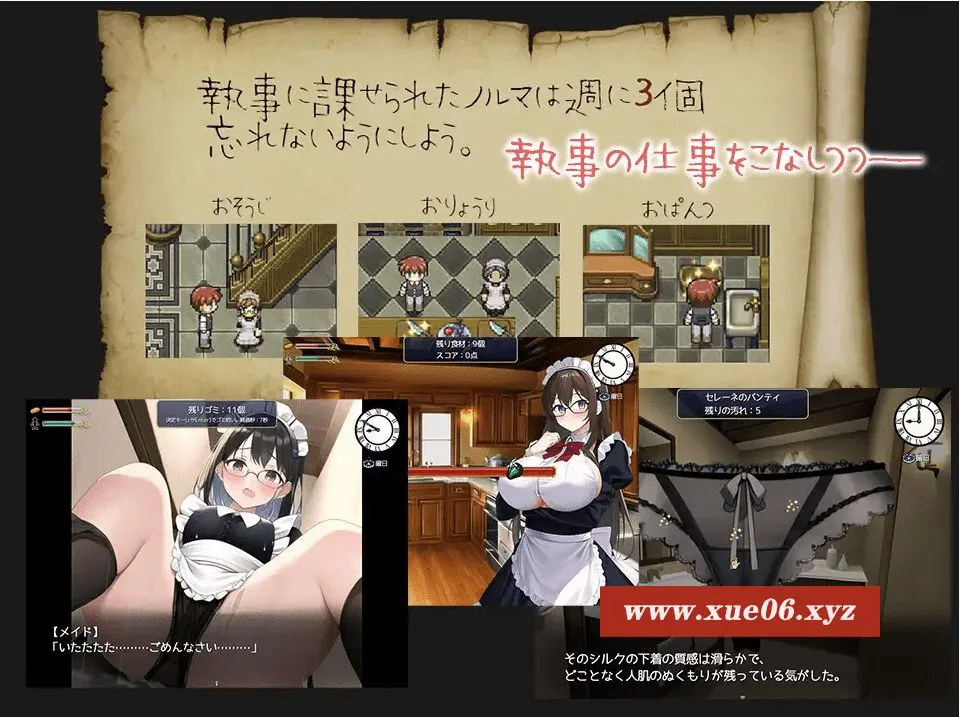 執事に課せられたノルマは週に3個
忘れないようにしよう。
執事の仕事をこなしつつ――
おそうじ
おりょうり
おぱんつ
残り食材:9個
スコア:0点
残りゴミ:11個
曜日
セレーネのパンティ
残りの汚れ:5
曜日
曜日
【メイド】
「いたたたた………ごめんなさい………」
www.xue06.xyz
そのシルクの下着の質感は滑らかで、
どことなく人肌のぬくもりが残っている気がした。